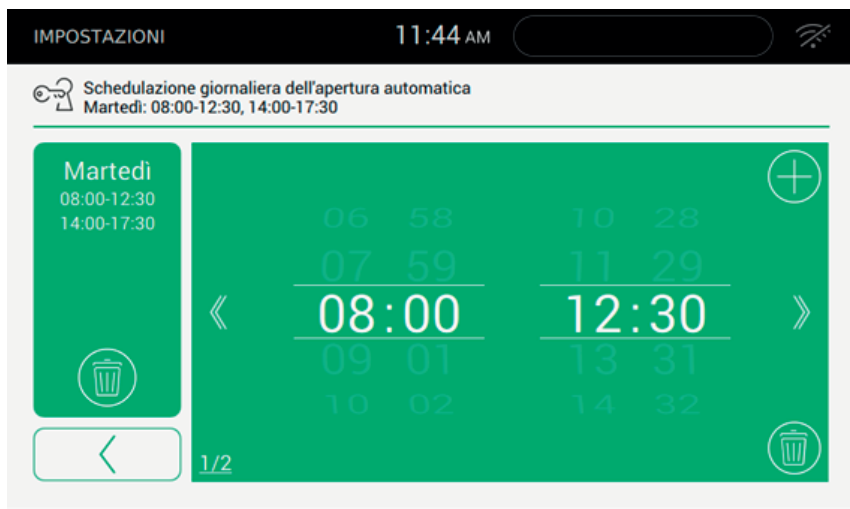 IMPOSTAZIONI 11:44 AM
Schedulazione giornaliera dell'apertura automatica
Martedì: 08:00-12:30, 14:00-17:30
Martedì
08:00-12:30
14:00-17:30
06 58 10 28
07 59 11 29
08:00 12:30
09 01 13 31
10 02 14 32
1/2